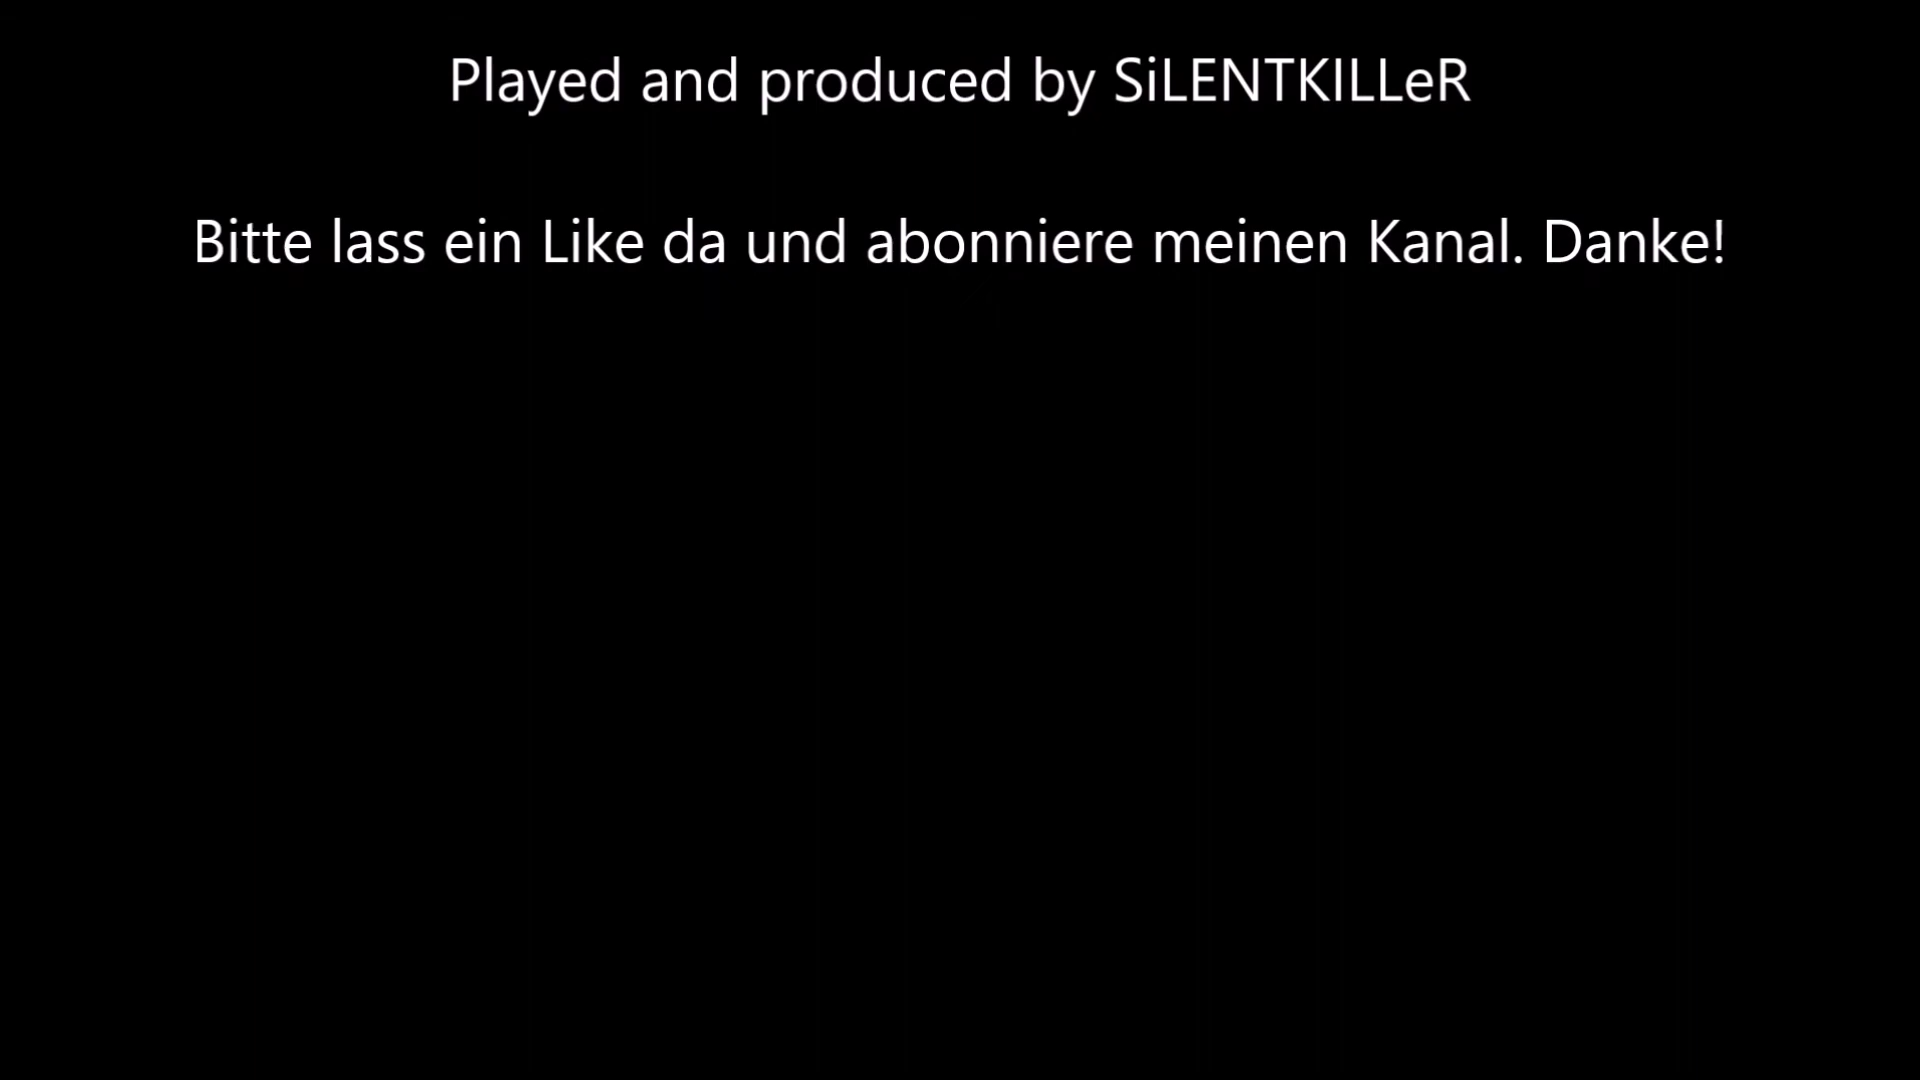 Played and produced by SiLENTKILLeR
Bitte lass ein Like da und abonniere meinen Kanal. Danke!